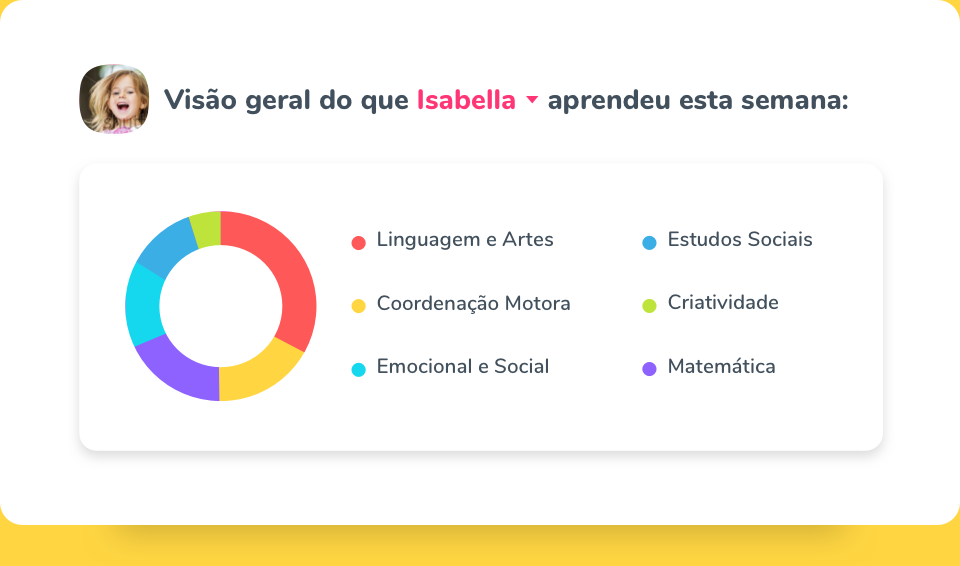 Visão geral do que Isabella aprendeu esta semana:
Linguagem e Artes
Estudos Sociais
Coordenação Motora
Criatividade
Emocional e Social
Matemática